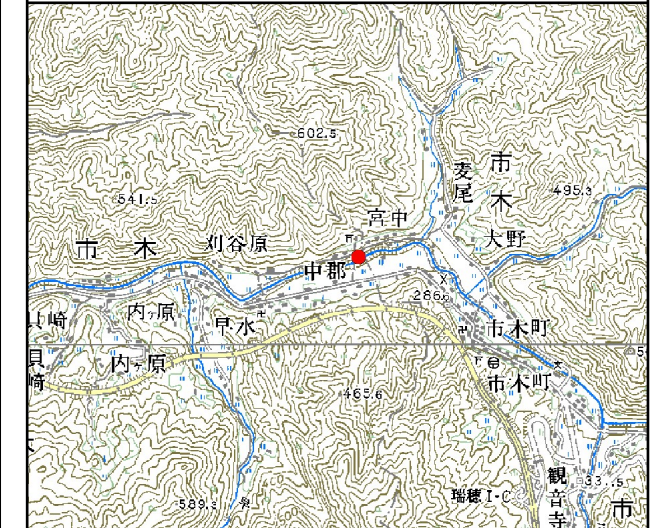 602.5
麦尾
市木
541.5
495.3
宮中
市木
刈谷原
大野
中郡
286.
内ヶ原
早水
市木町
貝崎
内ヶ原
市木町
465.6
観音寺
瑞穂I・C
589.3
市